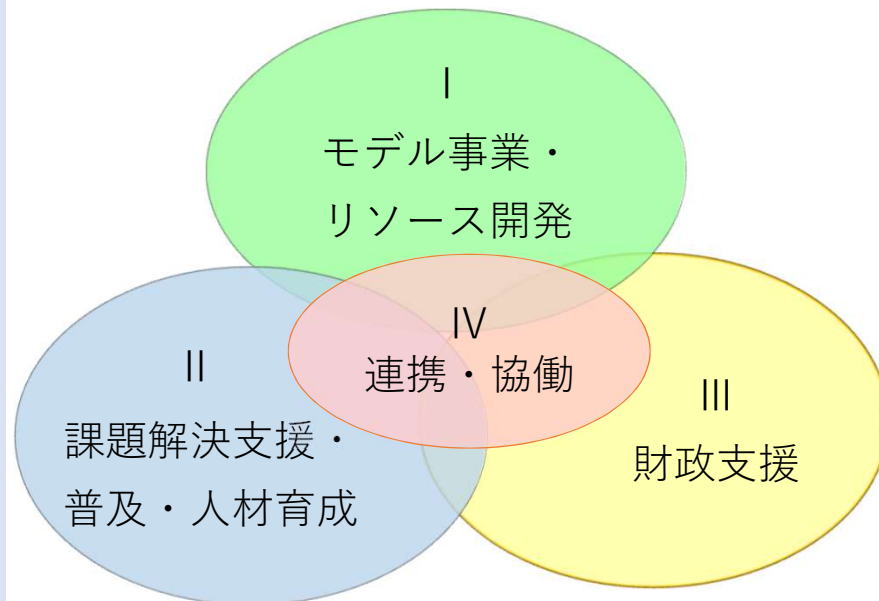 Ⅰ
モデル事業・
リソース開発
Ⅳ
連携・協働
Ⅱ
課題解決支援・
普及・人材育成
Ⅲ
財政支援